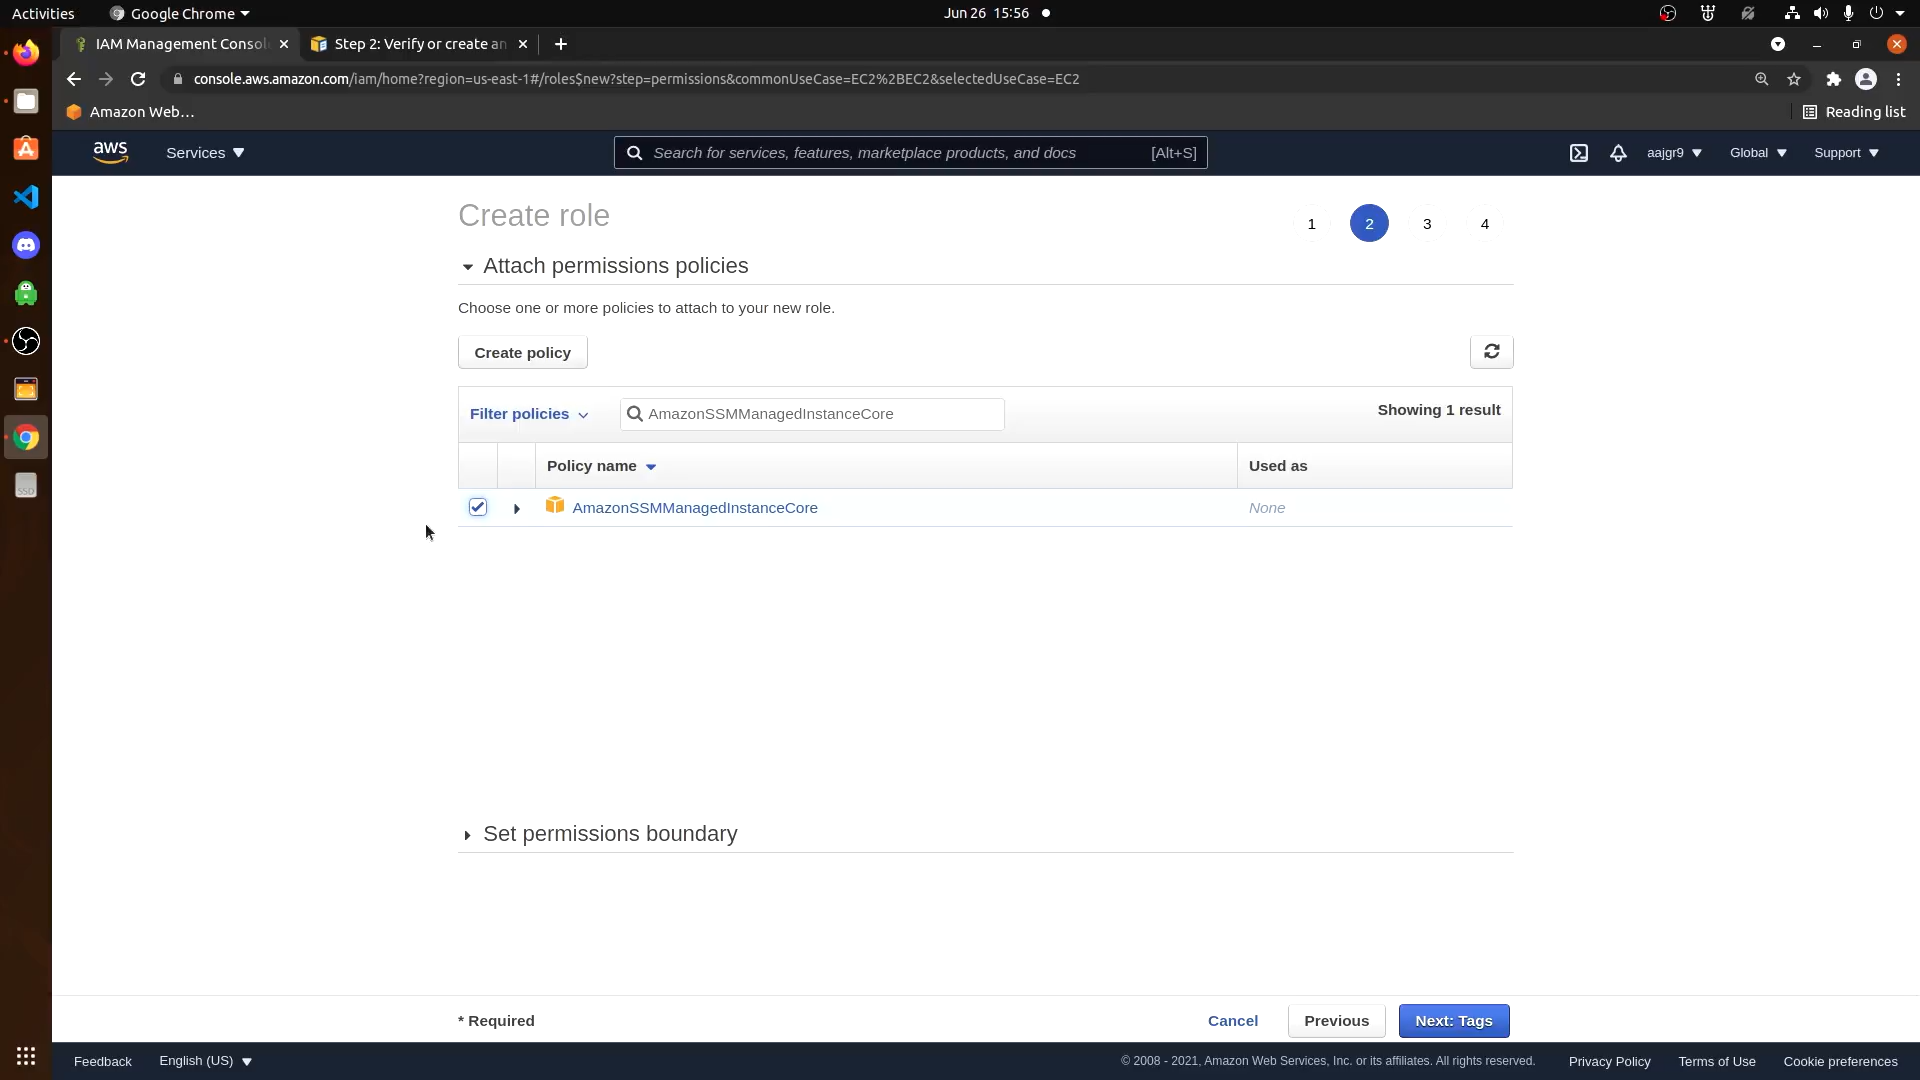 Activities
Google Chrome
Jun 26 15:56
IAM Management Consol
Step 2: Verify or create an
console.aws.amazon.com/iam/home?region=us-east-1#/roles$new?step=permissions&commonUseCase=EC2%2BEC2&selectedUseCase=EC2
Amazon Web...
Reading list
aws
Services
Search for services, features, marketplace products, and docs
[Alt+S]
aajgr9
Global
Support
Create role
1
2
3
4
Attach permissions policies
Choose one or more policies to attach to your new role.
Create policy
Filter policies
AmazonSSMManagedInstanceCore
Showing 1 result
Policy name
Used as
AmazonSSMManagedInstanceCore
None
SSD
Set permissions boundary
* Required
Cancel
Previous
Next: Tags
Feedback
English (US)
© 2008 - 2021, Amazon Web Services, Inc. or its affiliates. All rights reserved.
Privacy Policy
Terms of Use
Cookie preferences